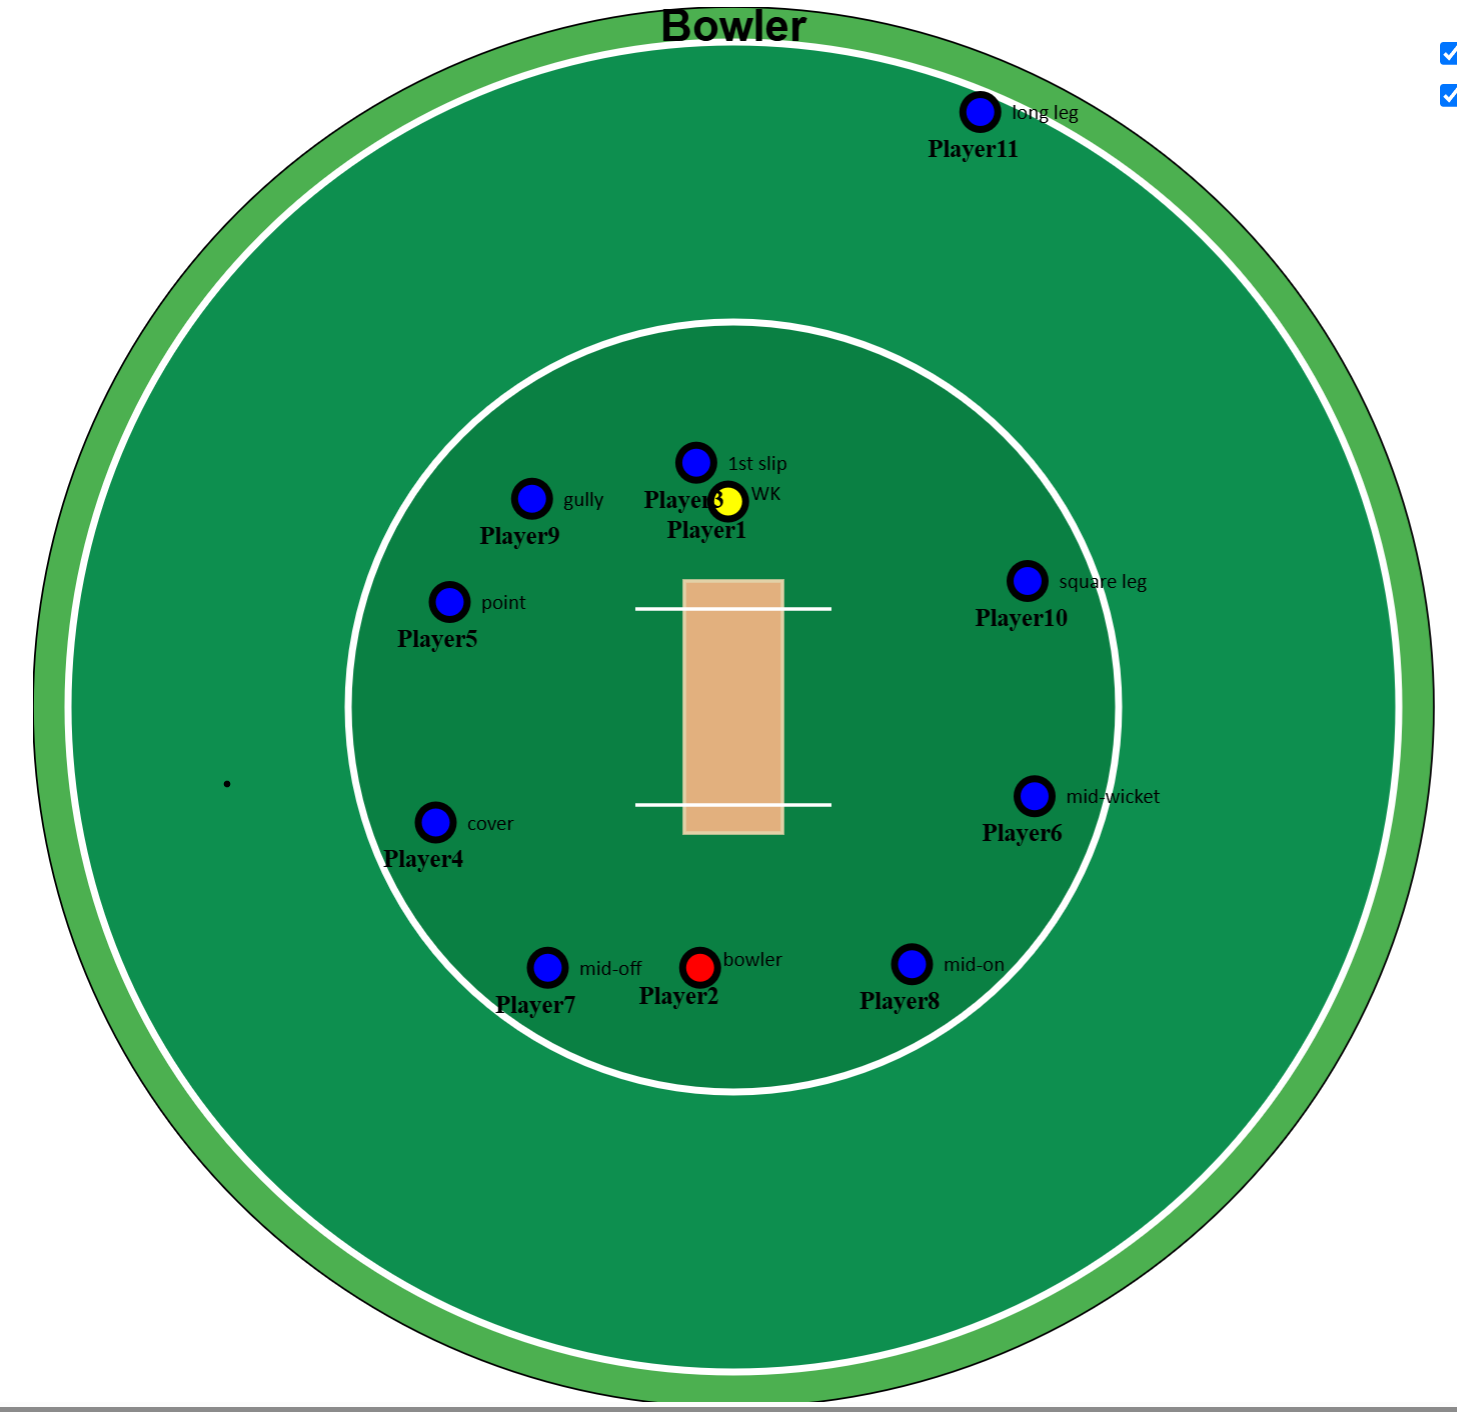 Bowler
long leg
Player11
1st slip
WK
Player3
gully
Player1
Player9
square leg
point
Player10
Player5
mid-wicket
cover
Player6
Player4
bowler
mid-off
mid-on
Player2
Player7
Player8